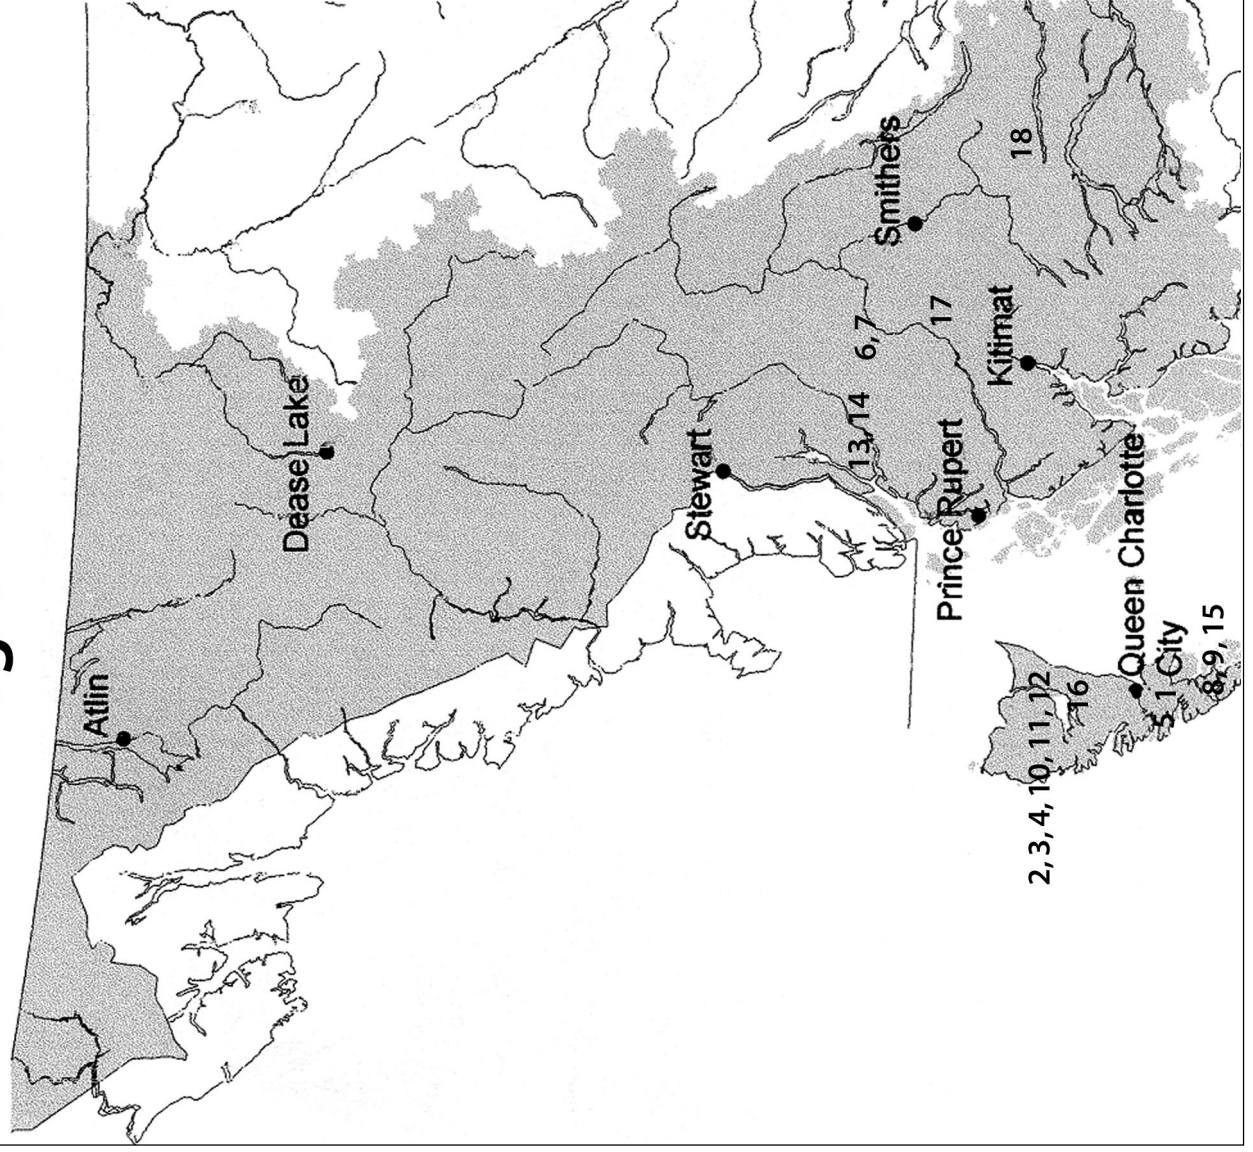 Atlin
Dease Lake
Stewart
13, 14
6, 7
Smithers
17
Prince Rupert
Kitimat
18
2, 3, 4, 10, 11, 12
16
Queen Charlotte
5 1 City
8, 9, 15